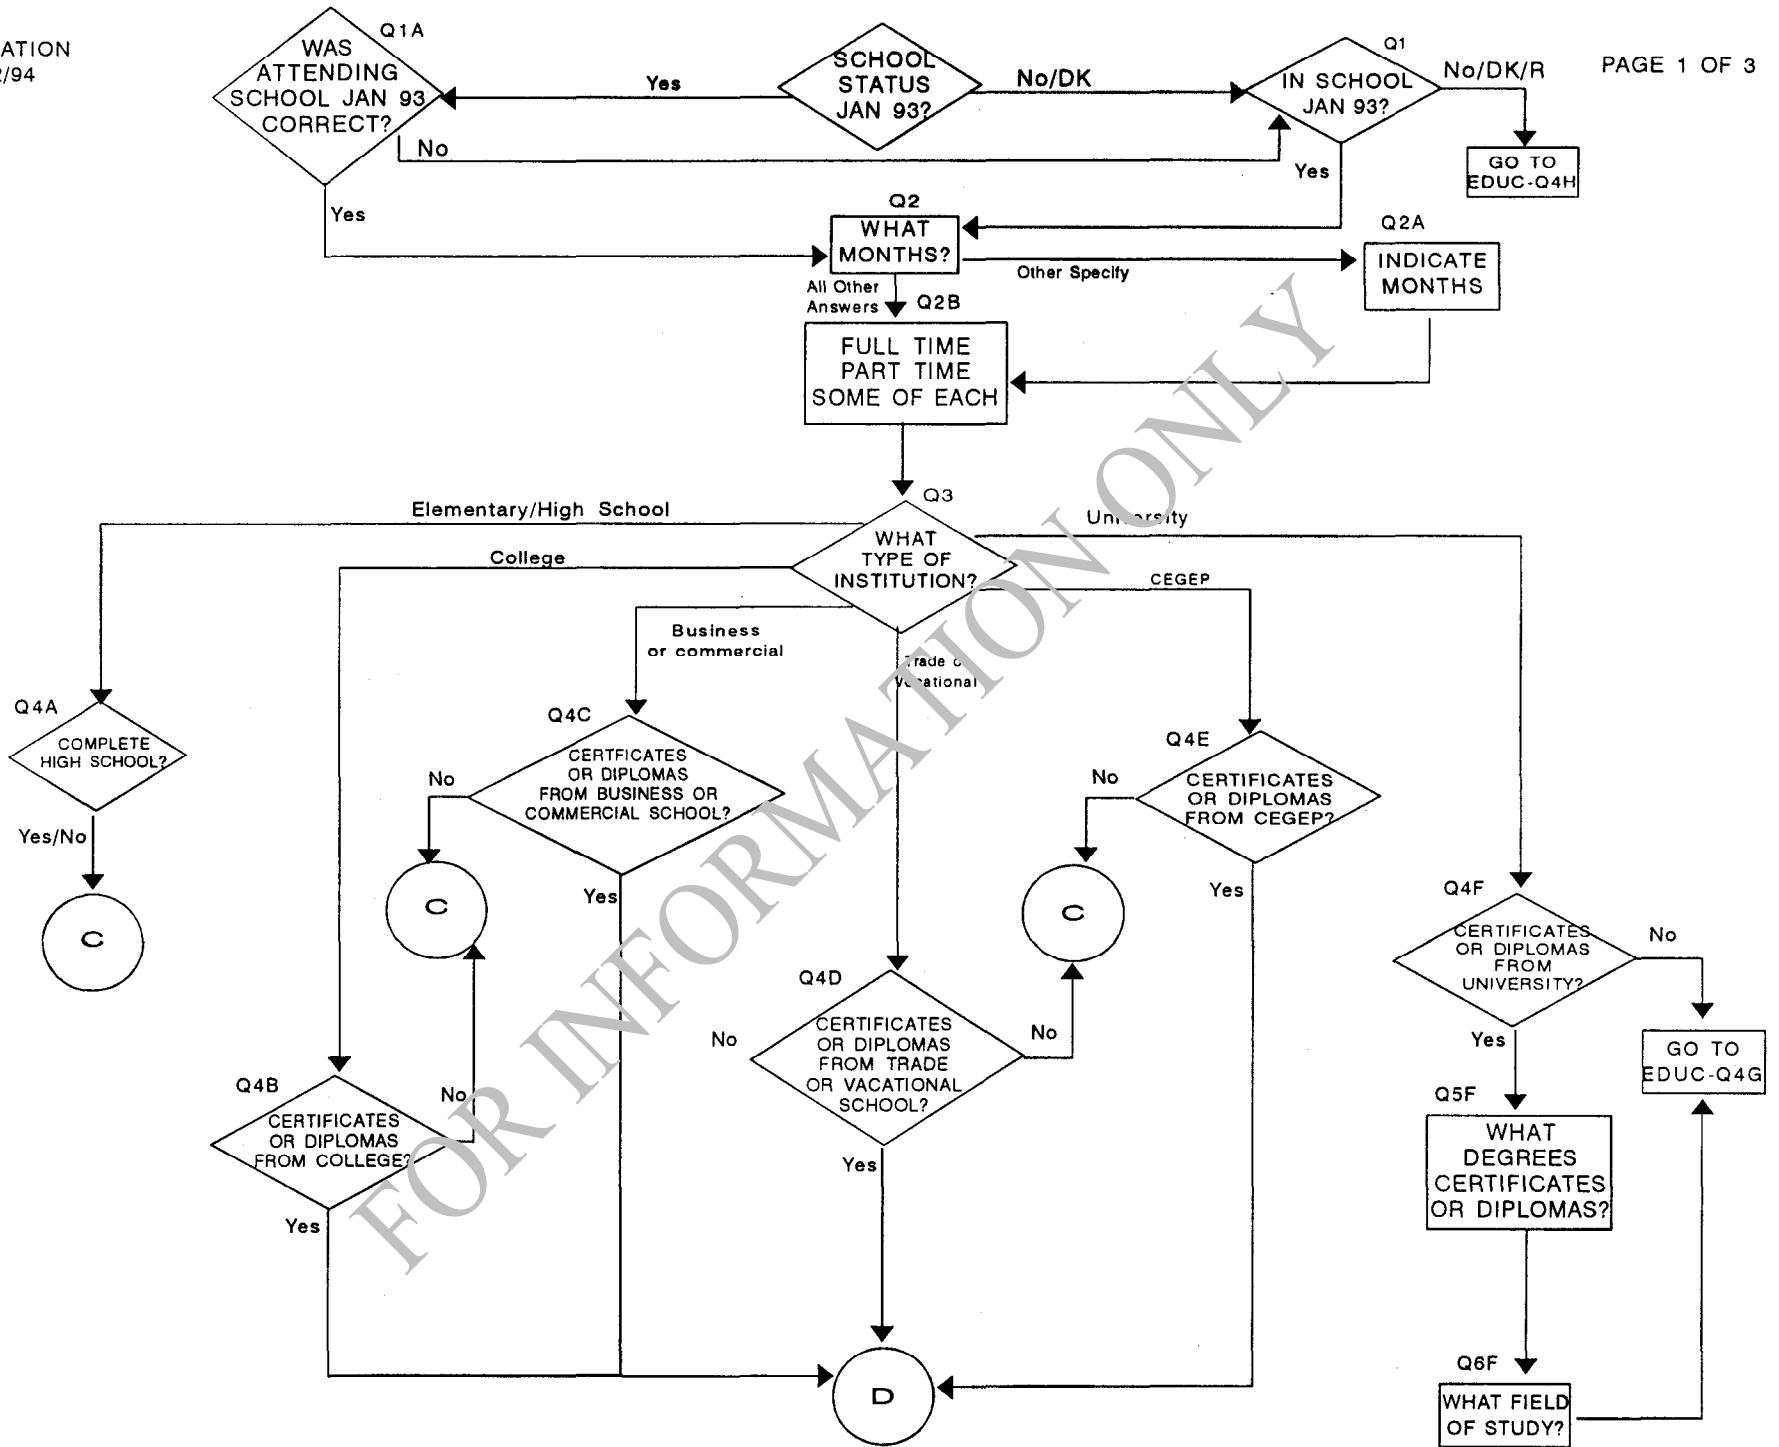 ATION
2/94
PAGE 1 OF 3
Q1A
WAS
ATTENDING
SCHOOL JAN 93
CORRECT?
Yes
SCHOOL
STATUS
JAN 93?
No/DK
Q1
IN SCHOOL
JAN 93?
No/DK/R
GO TO
EDUC-Q4H
No
Yes
Yes
Q2
WHAT
MONTHS?
Other Specify
Q2A
INDICATE
MONTHS
All Other
Answers
Q2B
FULL TIME
PART TIME
SOME OF EACH
Q3
WHAT
TYPE OF
INSTITUTION?
Elementary/High School
College
Business
or commercial
Trade
Vocational
CEGEP
University
Q4A
COMPLETE
HIGH SCHOOL?
Yes/No
C
Q4C
CERTFICATES
OR DIPLOMAS
FROM BUSINESS OR
COMMERCIAL SCHOOL?
No
C
Yes
Q4E
CERTIFICATES
OR DIPLOMAS
FROM CEGEP?
No
C
Yes
Q4F
CERTIFICATES
OR DIPLOMAS
FROM
UNIVERSITY?
No
GO TO
EDUC-Q4G
Yes
Q4D
CERTIFICATES
OR DIPLOMAS
FROM TRADE
OR VACATIONAL
SCHOOL?
No
No
Yes
Q4B
CERTIFICATES
OR DIPLOMAS
FROM COLLEGE?
No
Yes
Q5F
WHAT
DEGREES
CERTIFICATES
OR DIPLOMAS?
Q6F
WHAT FIELD
OF STUDY?
D
FOR INFORMATION ONLY